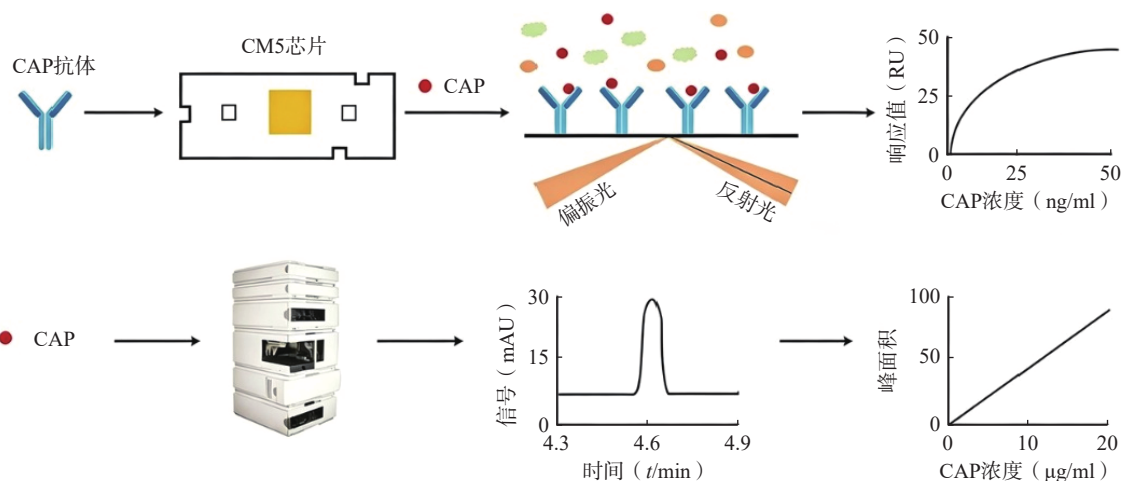 CAP抗体
CM5芯片
CAP
偏振光
反射光
响应值（RU）
50
25
0
0
25
50
CAP浓度（ng/ml）
CAP
信号（mAU）
30
15
0
4.3
4.6
4.9
时间（t/min）
峰面积
100
50
0
0
10
20
CAP浓度（μg/ml）